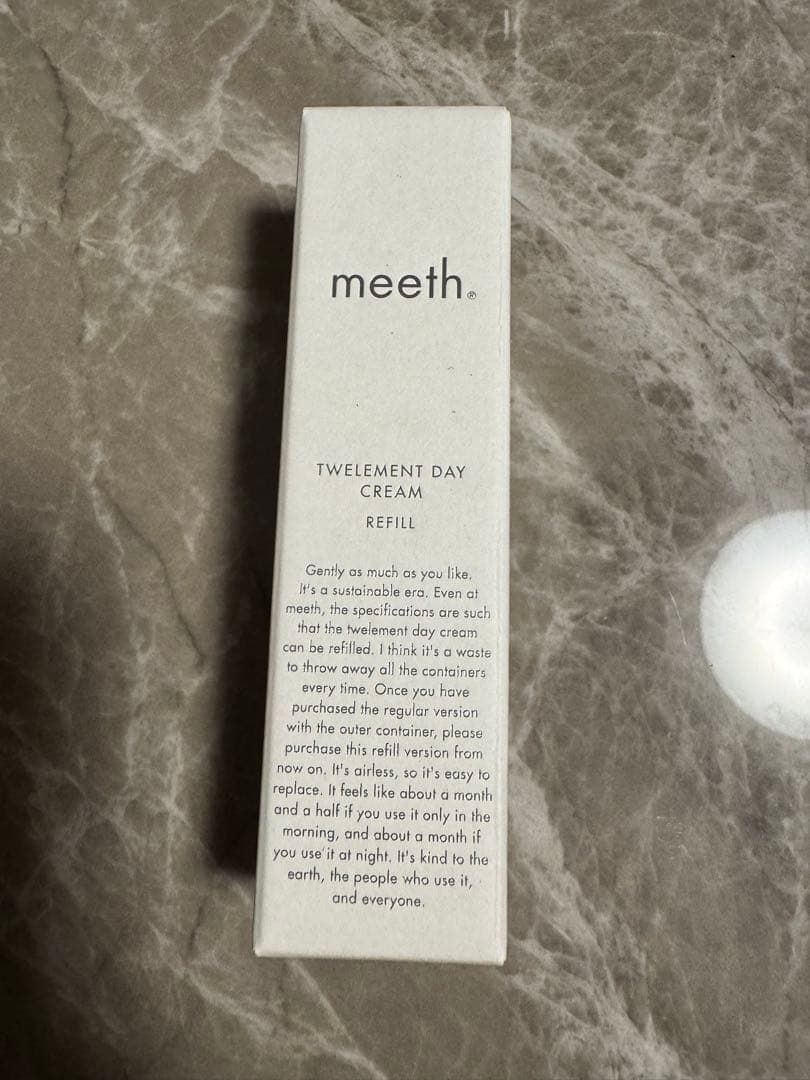 meeth®
TWELEMENT DAY
CREAM
REFILL
Gently as much as you like.
It's a sustainable era. Even at
meeth, the specifications are such
that the twelement day cream
can be refilled. I think it's a waste
to throw away all the containers
every time. Once you have
purchased the regular version
with the outer container, please
purchase this refill version from
now on. It's airless, so it's easy to
replace. It feels like about a month
and a half if you use it only in the
morning, and about a month if
you use it at night. It's kind to the
earth, the people who use it,
and everyone.